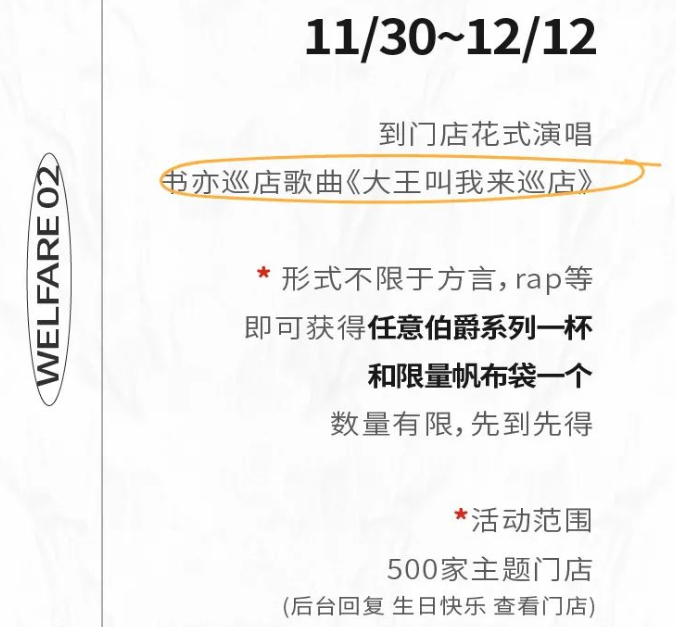 WELFARE 02
11/30~12/12
到门店花式演唱
书亦巡店歌曲《大王叫我来巡店》
* 形式不限于方言，rap等
即可获得任意伯爵系列一杯
和限量帆布袋一个
数量有限，先到先得
*活动范围
500家主题门店
(后台回复 生日快乐 查看门店)